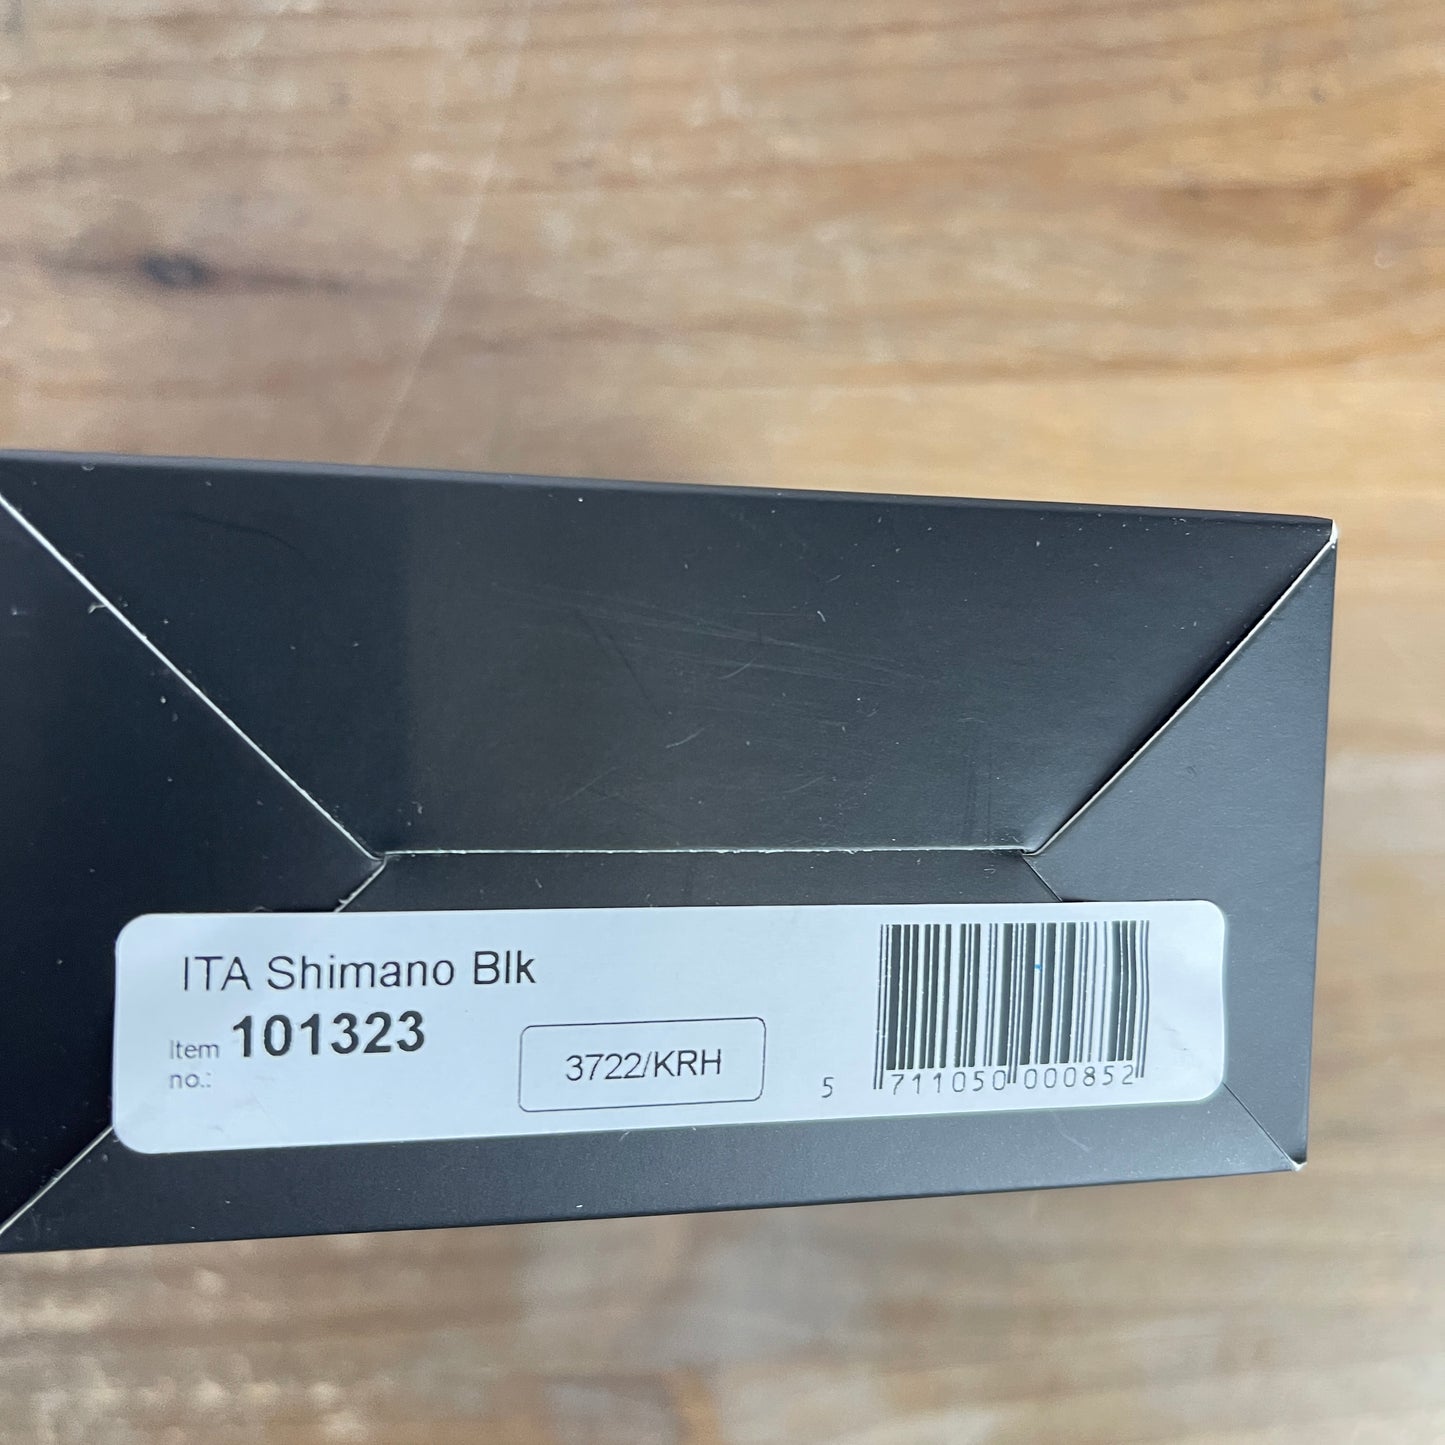 ITA Shimano Blk
Item no.: 101323
3722/KRH
5 711050 000852